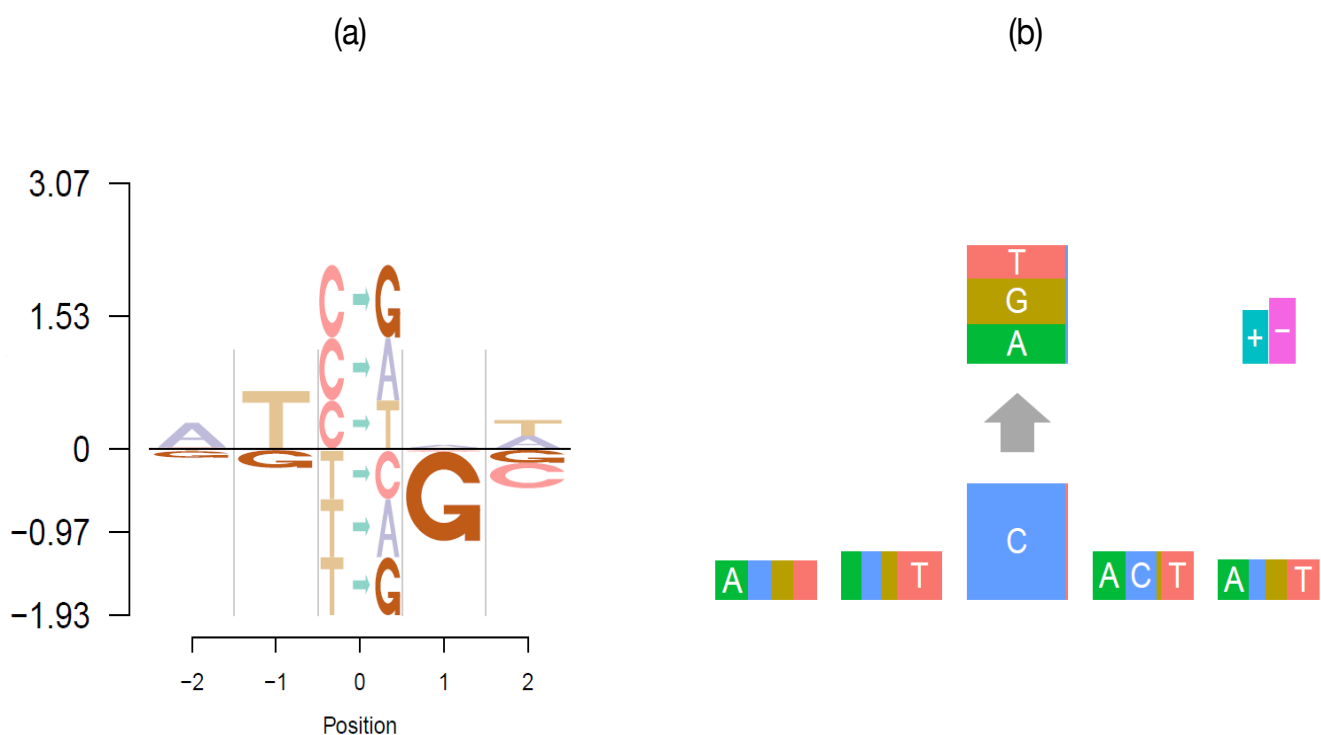 (a)
(b)
3.07
1.53
0
−0.97
−1.93
C G
C A
C T
T C
T A
T G
A
G
T
G
G
T
A
G
C
−2 −1 0 1 2
Position
T
G
A
+ −
C
A
T
A C T
A T